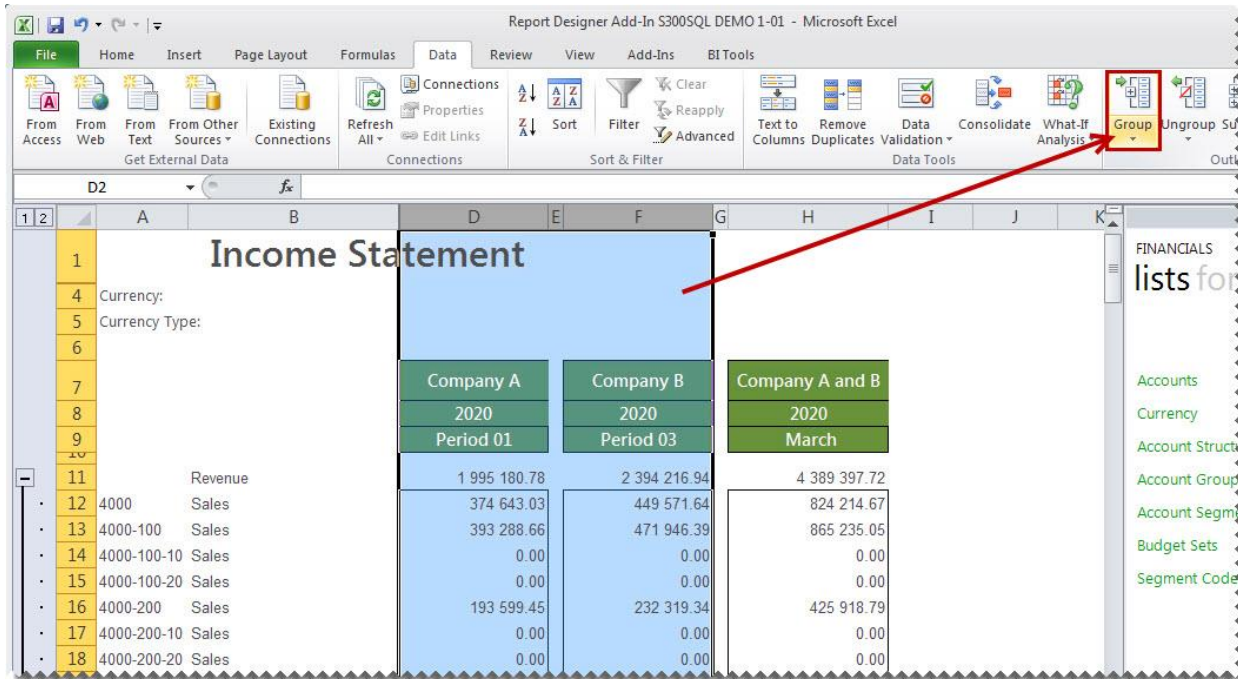 Report Designer Add-In S300SQL DEMO 1-01 - Microsoft Excel
File Home Insert Page Layout Formulas Data Review View Add-Ins BI Tools
From Access
From Web
From Text
From Other Sources
Existing Connections
Get External Data
Refresh All
Connections
Properties
Edit Links
Connections
Sort
Filter
Clear
Reapply
Advanced
Sort & Filter
Text to Columns
Remove Duplicates
Data Validation
Consolidate
What-If Analysis
Data Tools
Group
Ungroup
D2
fx
1 2
A B D E F G H I J K
1 Income Statement
4 Currency:
5 Currency Type:
6
7 Company A Company B Company A and B
8 2020 2020 2020
9 Period 01 Period 03 March
10
11 Revenue 1 995 180.78 2 394 216.94 4 389 397.72
12 4000 Sales 374 643.03 449 571.64 824 214.67
13 4000-100 Sales 393 288.66 471 946.39 865 235.05
14 4000-100-10 Sales 0.00 0.00 0.00
15 4000-100-20 Sales 0.00 0.00 0.00
16 4000-200 Sales 193 599.45 232 319.34 425 918.79
17 4000-200-10 Sales 0.00 0.00 0.00
18 4000-200-20 Sales 0.00 0.00 0.00
FINANCIALS
lists for
Accounts
Currency
Account
Account Group
Account
Budget Sets
Segment Code